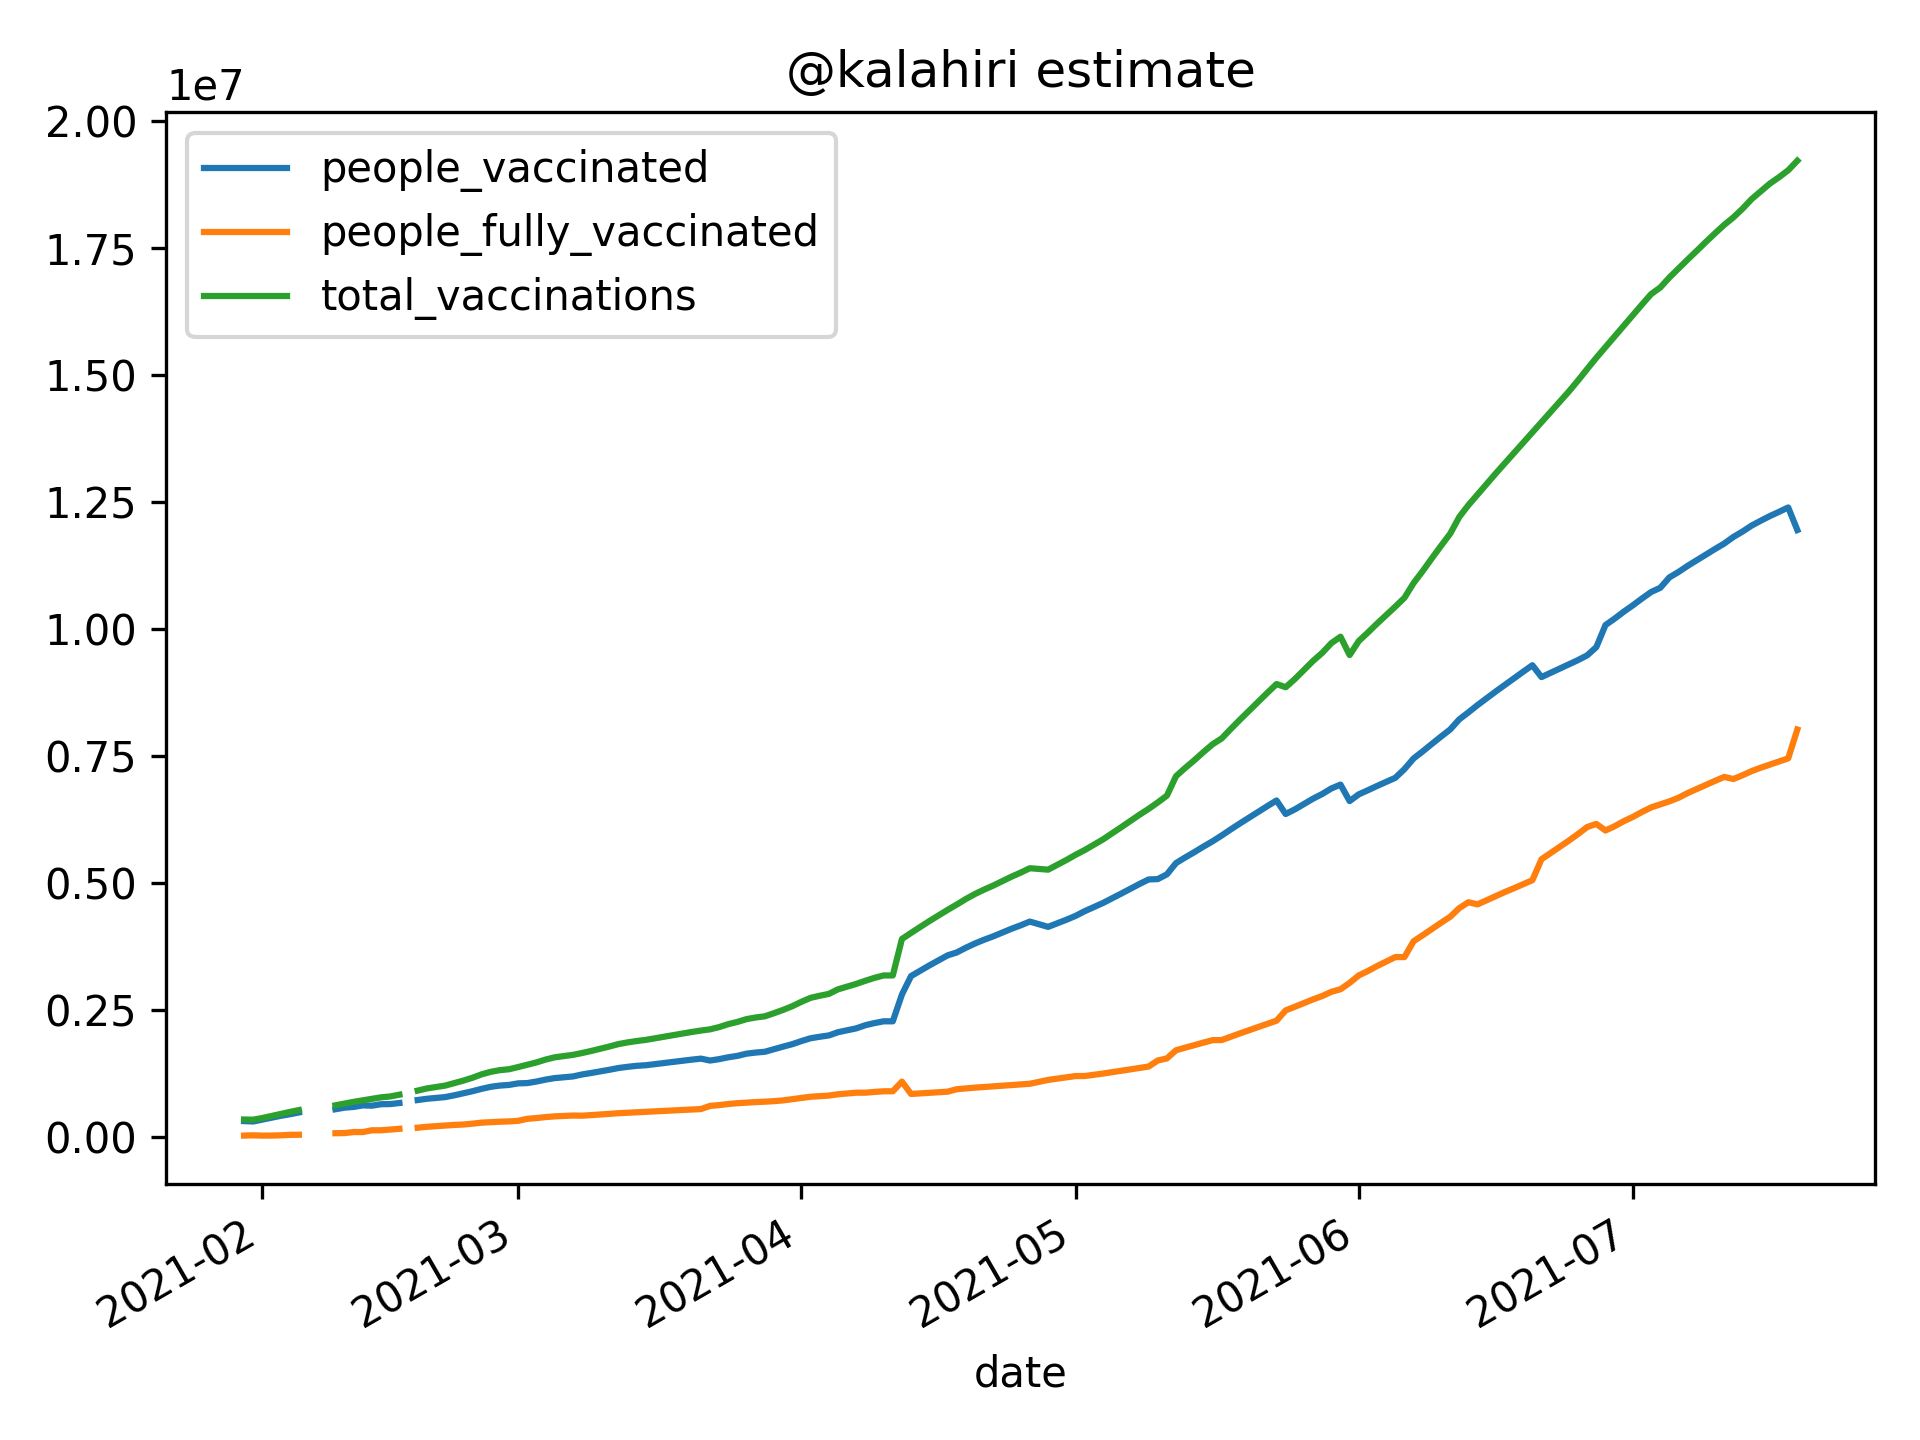 @kalahiri estimate
1e7
2.00
1.75
1.50
1.25
1.00
0.75
0.50
0.25
0.00
people_vaccinated
people_fully_vaccinated
total_vaccinations
2021-02
2021-03
2021-04
2021-05
2021-06
2021-07
date